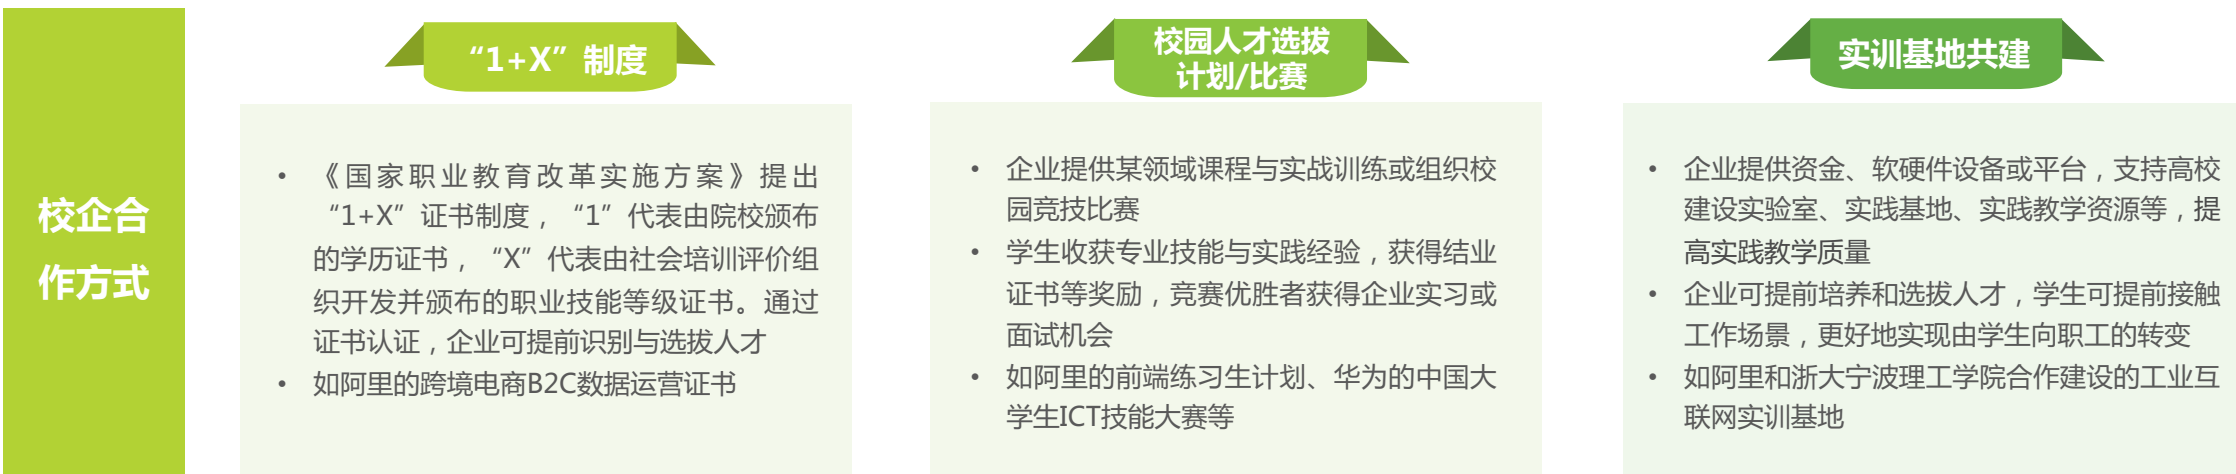 校企合
作方式
“1+X”制度
• 《国家职业教育改革实施方案》提出
“1+X”证书制度，“1”代表由院校颁布
的学历证书，“X”代表由社会培训评价组
织开发并颁布的职业技能等级证书。通过
证书认证，企业可提前识别与选拔人才
• 如阿里的跨境电商B2C数据运营证书
校园人才选拔
计划/比赛
• 企业提供某领域课程与实战训练或组织校
园竞技比赛
• 学生收获专业技能与实践经验，获得结业
证书等奖励，竞赛优胜者获得企业实习或
面试机会
• 如阿里的前端练习生计划、华为的中国大
学生ICT技能大赛等
实训基地共建
• 企业提供资金、软硬件设备或平台，支持高校
建设实验室、实践基地、实践教学资源等，提
高实践教学质量
• 企业可提前培养和选拔人才，学生可提前接触
工作场景，更好地实现由学生向职工的转变
• 如阿里和浙大宁波理工学院合作建设的工业互
联网实训基地